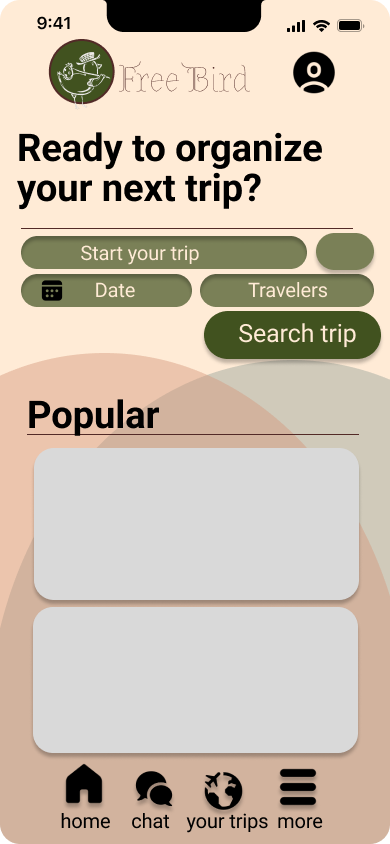 9:41
Free Bird
Ready to organize
your next trip?
Start your trip
Date
Travelers
Search trip
Popular
home
chat
your trips
more